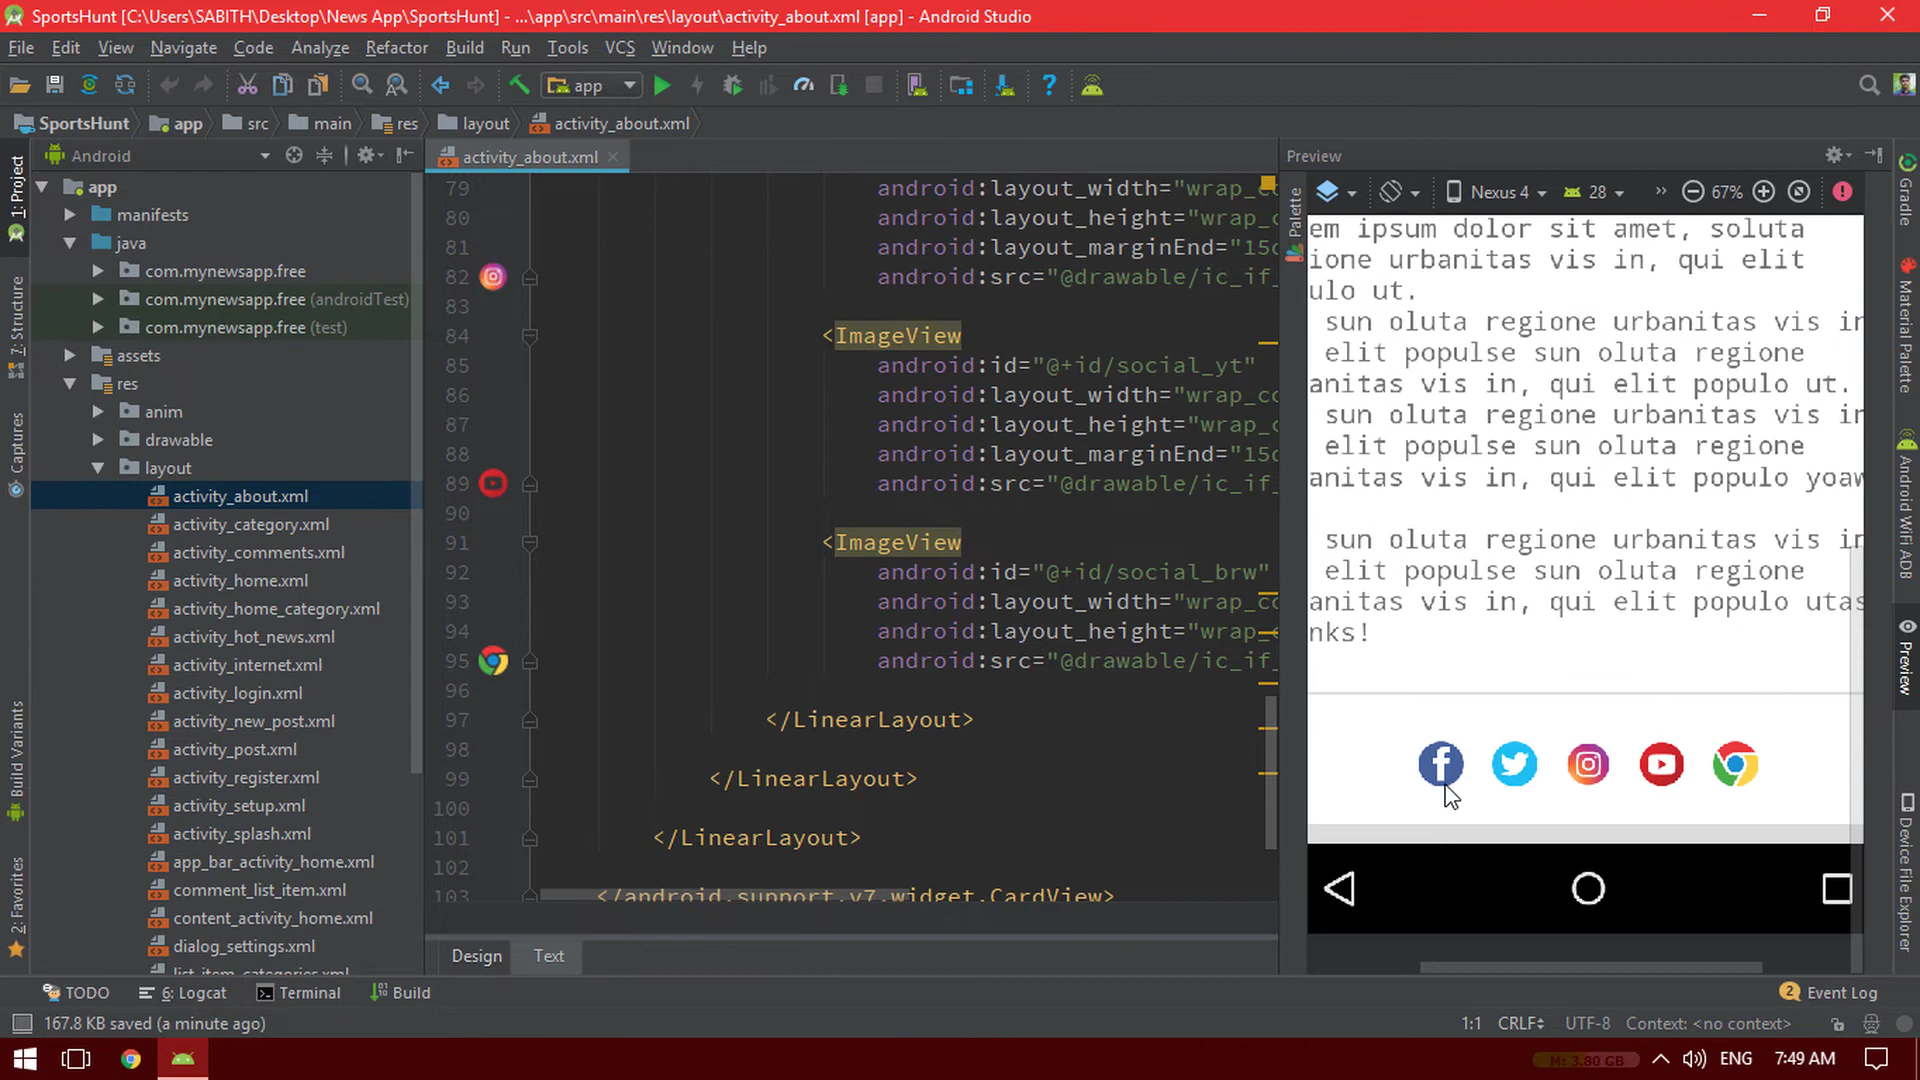 SportsHunt [C:\Users\SABITH\Desktop\News App\SportsHunt] - ...\app\src\main\res\layout\activity_about.xml [app] - Android Studio
File Edit View Navigate Code Analyze Refactor Build Run Tools VCS Window Help
app
SportsHunt app src main res layout activity_about.xml
Android
activity_about.xml
Preview
1: Project
7: Structure
Captures
Build Variants
2: Favorites
app
manifests
java
com.mynewsapp.free
com.mynewsapp.free (androidTest)
com.mynewsapp.free (test)
assets
res
anim
drawable
layout
activity_about.xml
activity_category.xml
activity_comments.xml
activity_home.xml
activity_home_category.xml
activity_hot_news.xml
activity_internet.xml
activity_login.xml
activity_new_post.xml
activity_post.xml
activity_register.xml
activity_setup.xml
activity_splash.xml
app_bar_activity_home.xml
comment_list_item.xml
content_activity_home.xml
dialog_settings.xml
list_item_categories.xml
79 android:layout_width="wrap_co
80 android:layout_height="wrap_c
81 android:layout_marginEnd="15d
82 android:src="@drawable/ic_if_
83
84 <ImageView
85 android:id="@+id/social_yt"
86 android:layout_width="wrap_co
87 android:layout_height="wrap_c
88 android:layout_marginEnd="15d
89 android:src="@drawable/ic_if_
90
91 <ImageView
92 android:id="@+id/social_brw"
93 android:layout_width="wrap_co
94 android:layout_height="wrap_c
95 android:src="@drawable/ic_if_
96
97 </LinearLayout>
98
99 </LinearLayout>
100
101 </LinearLayout>
102
103 </android.support.v7.widget.CardView>
Design Text
Palette
Nexus 4 28 » 67%
em ipsum dolor sit amet, soluta
ione urbanitas vis in, qui elit
ulo ut.
sun oluta regione urbanitas vis in
elit populse sun oluta regione
anitas vis in, qui elit populo ut.
sun oluta regione urbanitas vis in
elit populse sun oluta regione
anitas vis in, qui elit populo yoaw
sun oluta regione urbanitas vis in
elit populse sun oluta regione
anitas vis in, qui elit populo utas
nks!
Gradle
Material Palette
Android WiFi ADB
Preview
Device File Explorer
TODO 6: Logcat Terminal Build
2 Event Log
167.8 KB saved (a minute ago)
1:1 CRLF UTF-8 Context: <no context>
M: 3.80 GB
ENG 7:49 AM